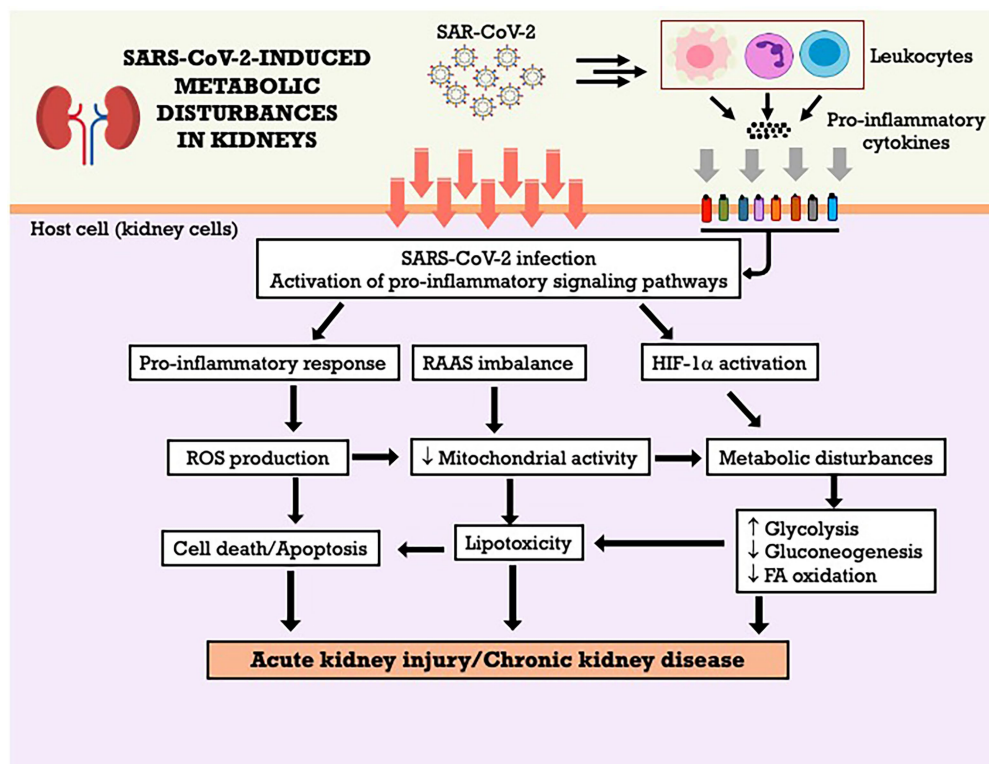 SARS-CoV-2-INDUCED
METABOLIC
DISTURBANCES
IN KIDNEYS
SAR-CoV-2
Leukocytes
Pro-inflammatory
cytokines
Host cell (kidney cells)
SARS-CoV-2 infection
Activation of pro-inflammatory signaling pathways
Pro-inflammatory response
RAAS imbalance
HIF-1α activation
ROS production
↓ Mitochondrial activity
Metabolic disturbances
Cell death/Apoptosis
Lipotoxicity
↑ Glycolysis
↓ Gluconeogenesis
↓ FA oxidation
Acute kidney injury/Chronic kidney disease